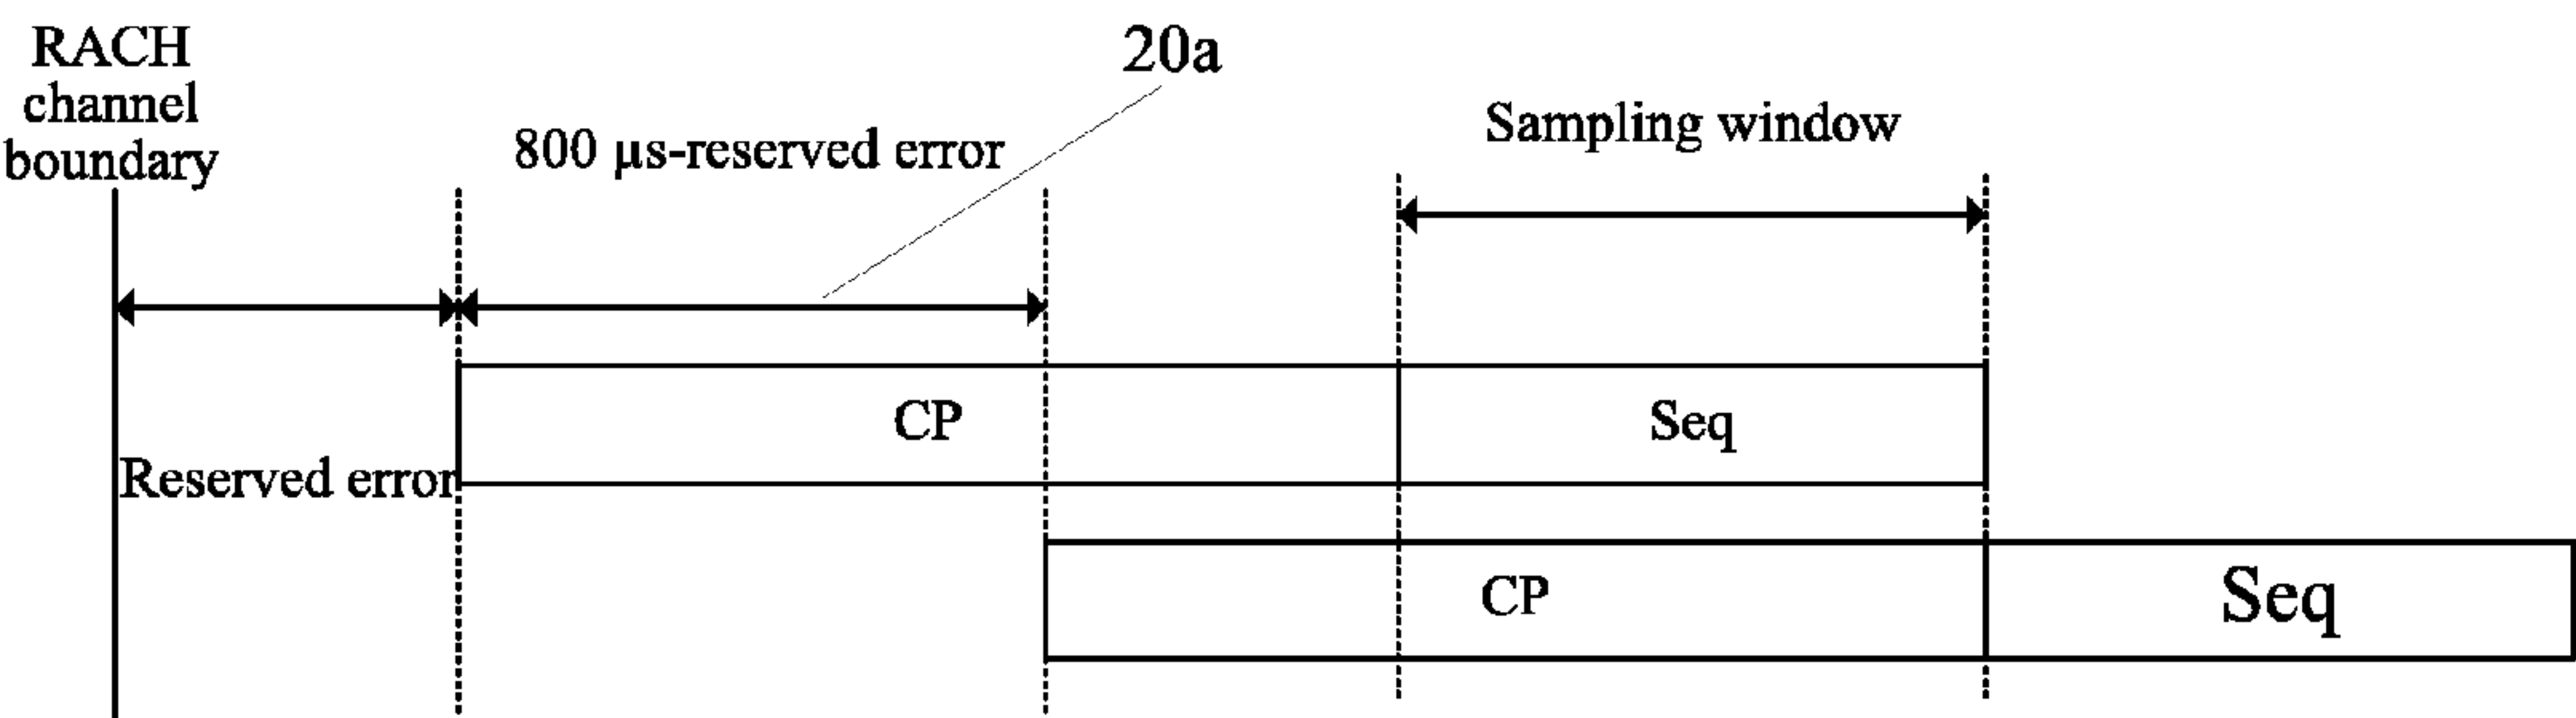 RACH
channel
boundary
20a
800 μs-reserved error
Sampling window
CP
Seq
Reserved error
CP
Seq